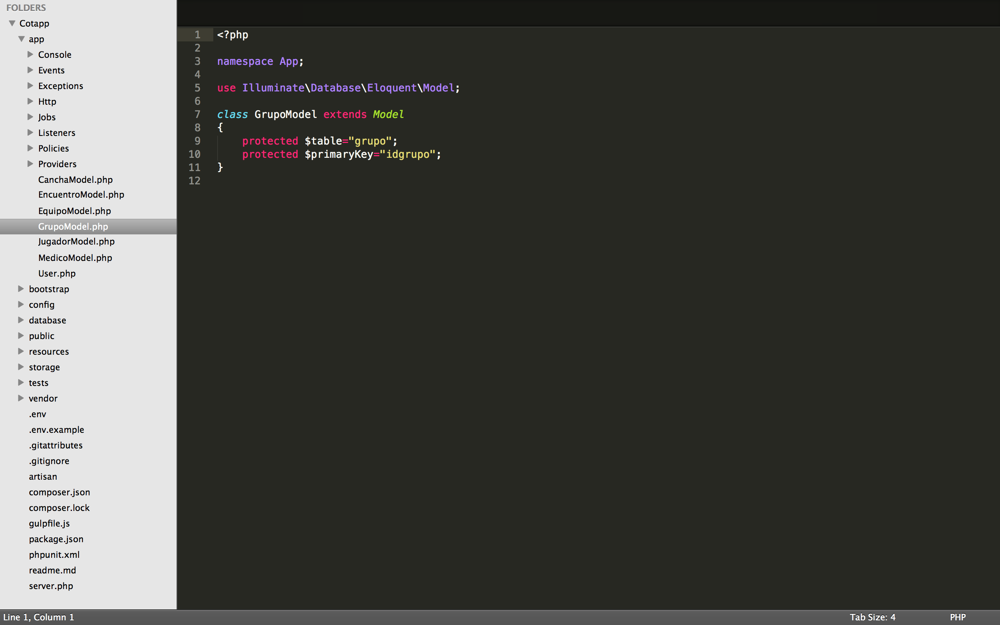 FOLDERS
Cotapp
app
Console
Events
Exceptions
Http
Jobs
Listeners
Policies
Providers
CanchaModel.php
EncuentroModel.php
EquipoModel.php
GrupoModel.php
JugadorModel.php
MedicoModel.php
User.php
bootstrap
config
database
public
resources
storage
tests
vendor
.env
.env.example
.gitattributes
.gitignore
artisan
composer.json
composer.lock
gulpfile.js
package.json
phpunit.xml
readme.md
server.php
1 <?php
2
3 namespace App;
4
5 use Illuminate\Database\Eloquent\Model;
6
7 class GrupoModel extends Model
8 {
9     protected $table="grupo";
10     protected $primaryKey="idgrupo";
11 }
12
Line 1, Column 1 Tab Size: 4 PHP